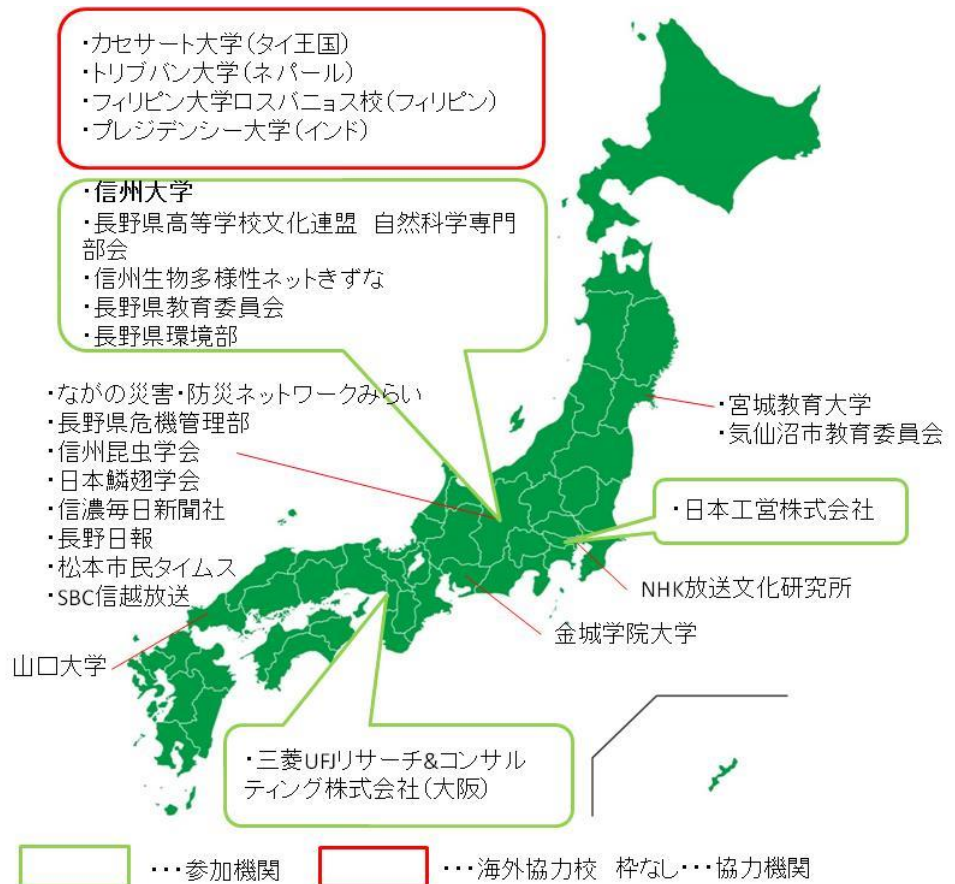 ・カセサート大学(タイ王国)
・トリブバン大学(ネパール)
・フィリピン大学ロスバニョス校(フィリピン)
・プレジデンシー大学(インド)
・信州大学
・長野県高等学校文化連盟　自然科学専門
部会
・信州生物多様性ネットきずな
・長野県教育委員会
・長野県環境部
・ながの災害・防災ネットワークみらい
・長野県危機管理部
・信州昆虫学会
・日本鱗翅学会
・信濃毎日新聞社
・長野日報
・松本市民タイムス
・SBC信越放送
・宮城教育大学
・気仙沼市教育委員会
・日本工営株式会社
NHK放送文化研究所
金城学院大学
山口大学
・三菱UFJリサーチ&コンサル
ティング株式会社(大阪)
・・・参加機関　・・・海外協力校　枠なし・・・協力機関